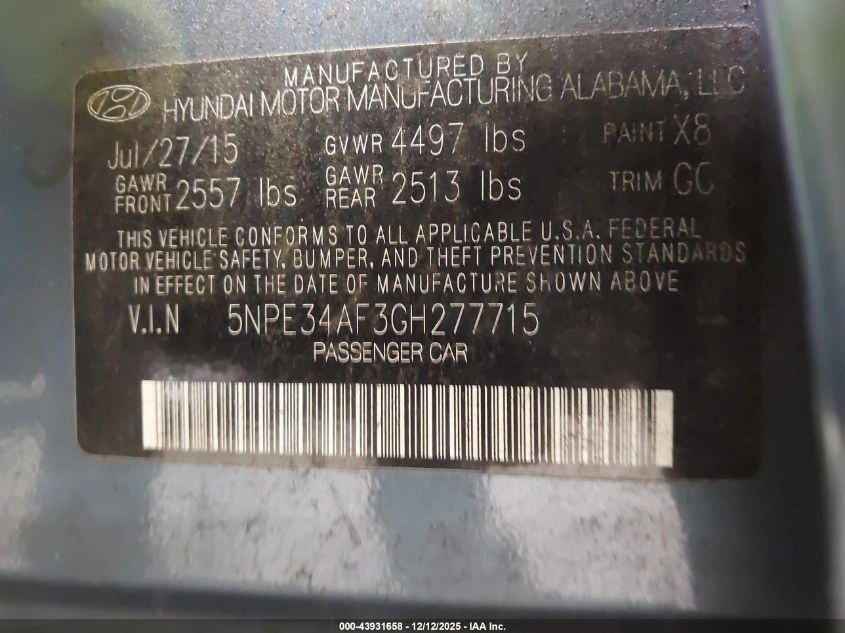 MANUFACTURED BY
HYUNDAI MOTOR MANUFACTURING ALABAMA, LLC
Jul/27/15 GVWR 4497 lbs PAINT X8
GAWR FRONT 2557 lbs GAWR REAR 2513 lbs TRIM GC
THIS VEHICLE CONFORMS TO ALL APPLICABLE U.S.A. FEDERAL
MOTOR VEHICLE SAFETY, BUMPER, AND THEFT PREVENTION STANDARDS
IN EFFECT ON THE DATE OF MANUFACTURE SHOWN ABOVE
V.I.N 5NPE34AF3GH277715
PASSENGER CAR
000-43931658 - 12/12/2025 - IAA Inc.